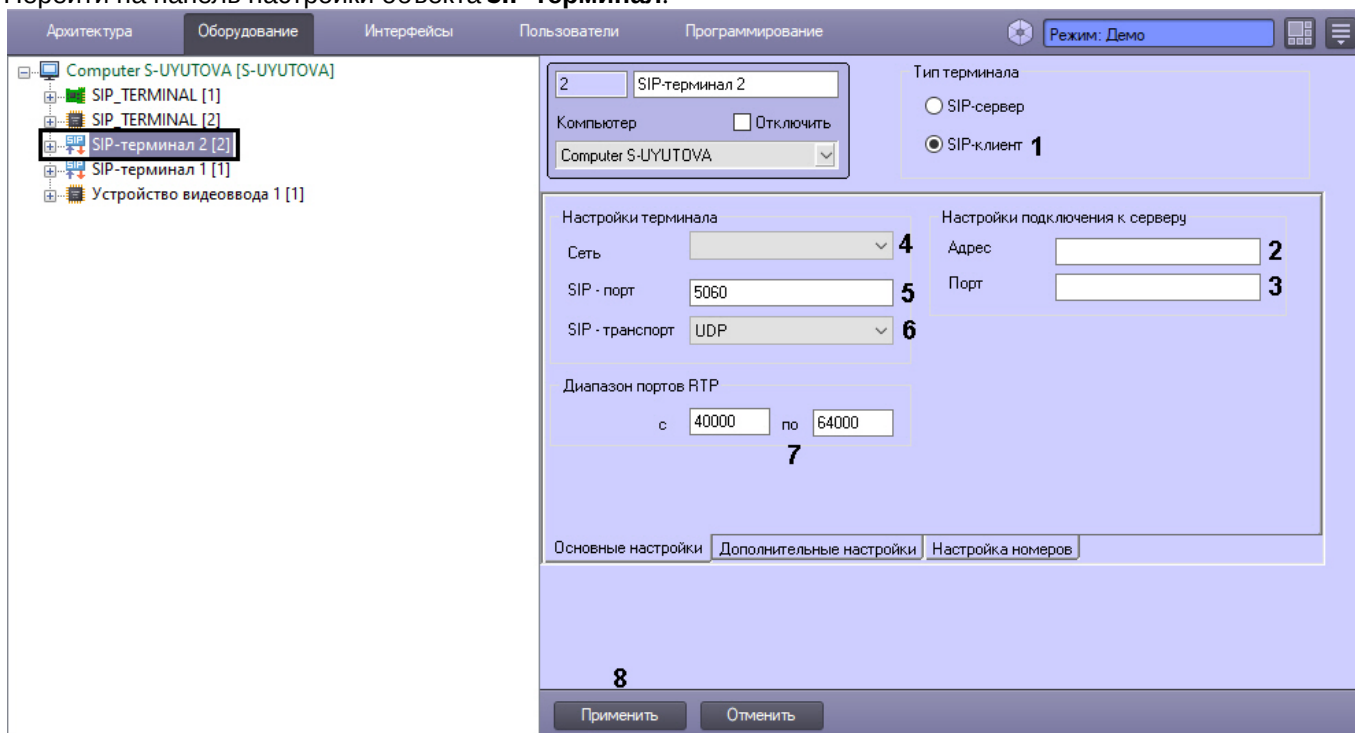 Перейти на панель настройки объекта SIP-терминал.
Архитектура Оборудование Интерфейсы Пользователи Программирование Режим: Демо
Computer S-UYUTOVA [S-UYUTOVA]
SIP_TERMINAL [1]
SIP_TERMINAL [2]
SIP-терминал 2 [2]
SIP-терминал 1 [1]
Устройство видеоввода 1 [1]
2 SIP-терминал 2
Компьютер Отключить
Computer S-UYUTOVA
Тип терминала
SIP-сервер
SIP-клиент 1
Настройки терминала
Сеть 4
SIP - порт 5060 5
SIP - транспорт UDP 6
Настройки подключения к серверу
Адрес 2
Порт 3
Диапазон портов RTP
с 40000 по 64000
7
Основные настройки Дополнительные настройки Настройка номеров
8
Применить Отменить